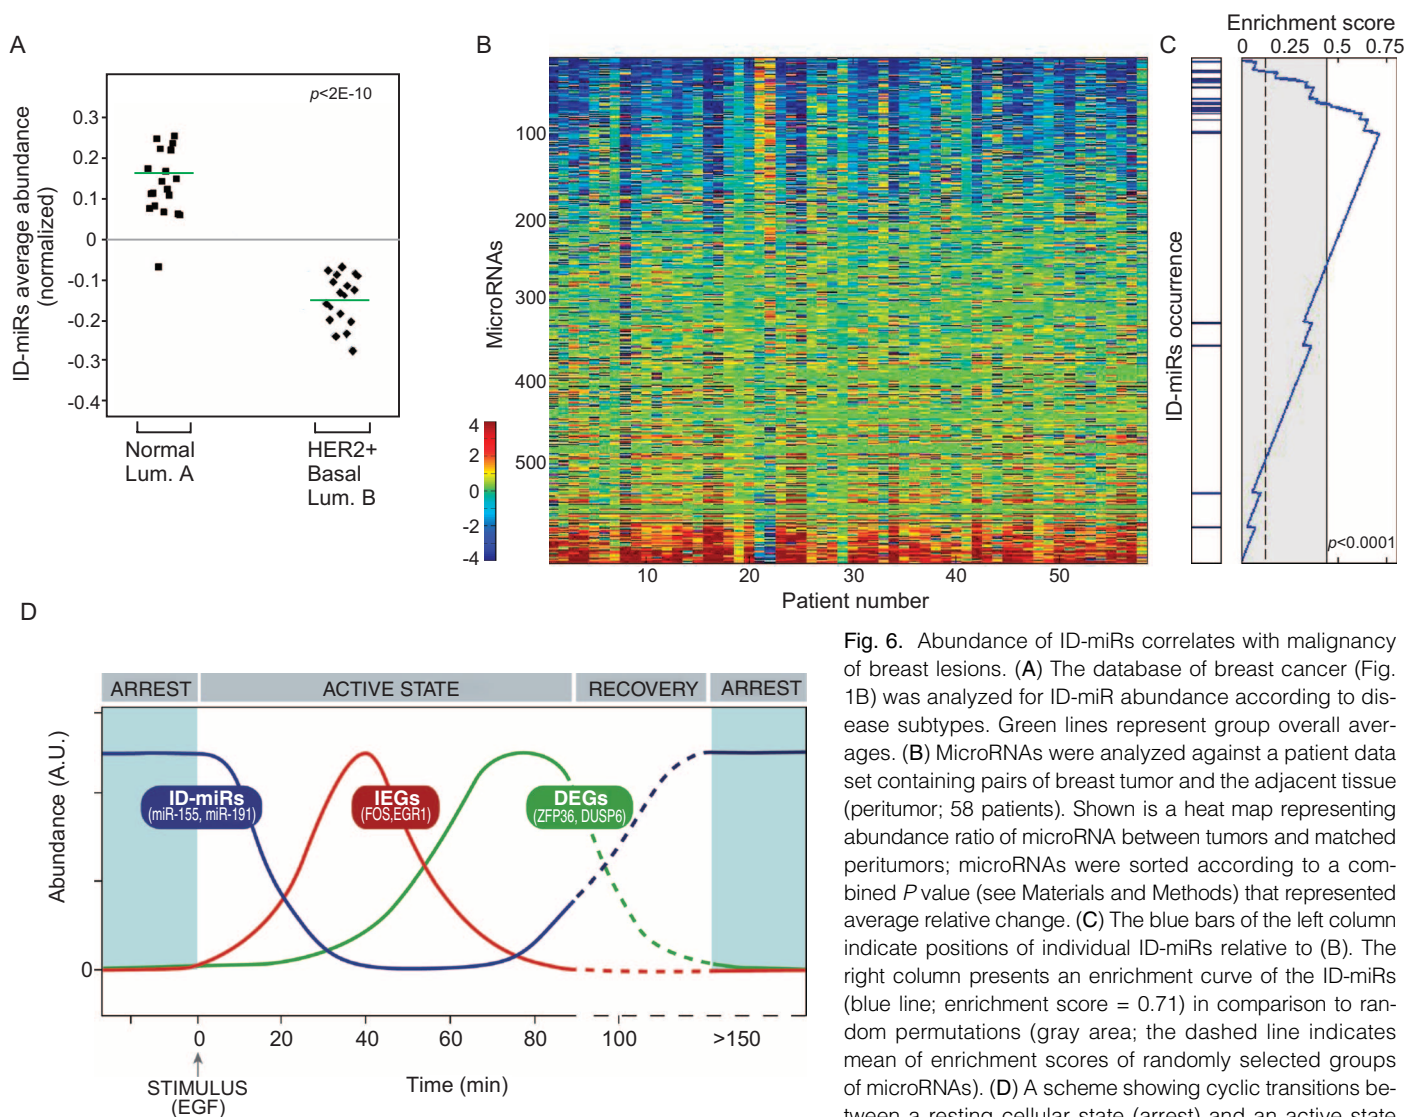 A
p<2E-10
0.3
0.2
0.1
0
-0.1
-0.2
-0.3
-0.4
ID-miRs average abundance
(normalized)
Normal
Lum. A
HER2+
Basal
Lum. B
B
MicroRNAs
100
200
300
400
500
4
2
0
-2
-4
10
20
30
40
50
Patient number
C
Enrichment score
0 0.25 0.5 0.75
ID-miRs occurrence
p<0.0001
D
ARREST
ACTIVE STATE
RECOVERY
ARREST
Abundance (A.U.)
0
ID-miRs
(miR-155, miR-191)
IEGs
(FOS,EGR1)
DEGs
(ZFP36, DUSP6)
0 20 40 60 80 100 >150
STIMULUS
(EGF)
Time (min)
Fig. 6. Abundance of ID-miRs correlates with malignancy
of breast lesions. (A) The database of breast cancer (Fig.
1B) was analyzed for ID-miR abundance according to dis-
ease subtypes. Green lines represent group overall aver-
ages. (B) MicroRNAs were analyzed against a patient data
set containing pairs of breast tumor and the adjacent tissue
(peritumor; 58 patients). Shown is a heat map representing
abundance ratio of microRNA between tumors and matched
peritumors; microRNAs were sorted according to a com-
bined P value (see Materials and Methods) that represented
average relative change. (C) The blue bars of the left column
indicate positions of individual ID-miRs relative to (B). The
right column presents an enrichment curve of the ID-miRs
(blue line; enrichment score = 0.71) in comparison to ran-
dom permutations (gray area; the dashed line indicates
mean of enrichment scores of randomly selected groups
of microRNAs). (D) A scheme showing cyclic transitions be-
tween a resting cellular state (arrest) and an active state